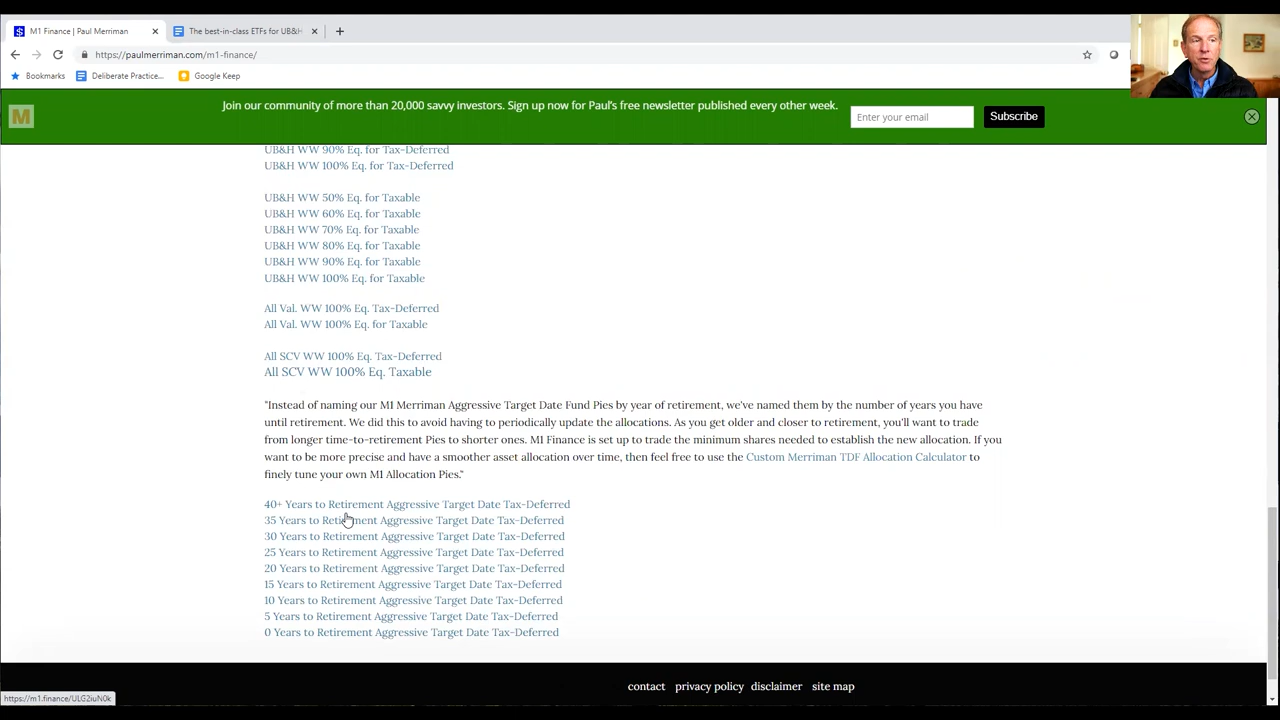 M1 Finance | Paul Merriman
The best-in-class ETFs for UB&H
https://paulmerriman.com/m1-finance/
Bookmarks
Deliberate Practice...
Google Keep
M
Join our community of more than 20,000 savvy investors. Sign up now for Paul's free newsletter published every other week.
Enter your email
Subscribe
UB&H WW 90% Eq. for Tax-Deferred
UB&H WW 100% Eq. for Tax-Deferred
UB&H WW 50% Eq. for Taxable
UB&H WW 60% Eq. for Taxable
UB&H WW 70% Eq. for Taxable
UB&H WW 80% Eq. for Taxable
UB&H WW 90% Eq. for Taxable
UB&H WW 100% Eq. for Taxable
All Val. WW 100% Eq. Tax-Deferred
All Val. WW 100% Eq. for Taxable
All SCV WW 100% Eq. Tax-Deferred
All SCV WW 100% Eq. Taxable
"Instead of naming our M1 Merriman Aggressive Target Date Fund Pies by year of retirement, we've named them by the number of years you have
until retirement. We did this to avoid having to periodically update the allocations. As you get older and closer to retirement, you'll want to trade
from longer time-to-retirement Pies to shorter ones. M1 Finance is set up to trade the minimum shares needed to establish the new allocation. If you
want to be more precise and have a smoother asset allocation over time, then feel free to use the Custom Merriman TDF Allocation Calculator to
finely tune your own M1 Allocation Pies."
40+ Years to Retirement Aggressive Target Date Tax-Deferred
35 Years to Retirement Aggressive Target Date Tax-Deferred
30 Years to Retirement Aggressive Target Date Tax-Deferred
25 Years to Retirement Aggressive Target Date Tax-Deferred
20 Years to Retirement Aggressive Target Date Tax-Deferred
15 Years to Retirement Aggressive Target Date Tax-Deferred
10 Years to Retirement Aggressive Target Date Tax-Deferred
5 Years to Retirement Aggressive Target Date Tax-Deferred
0 Years to Retirement Aggressive Target Date Tax-Deferred
contact privacy policy disclaimer site map
https://m1.finance/ULG2iuN0k